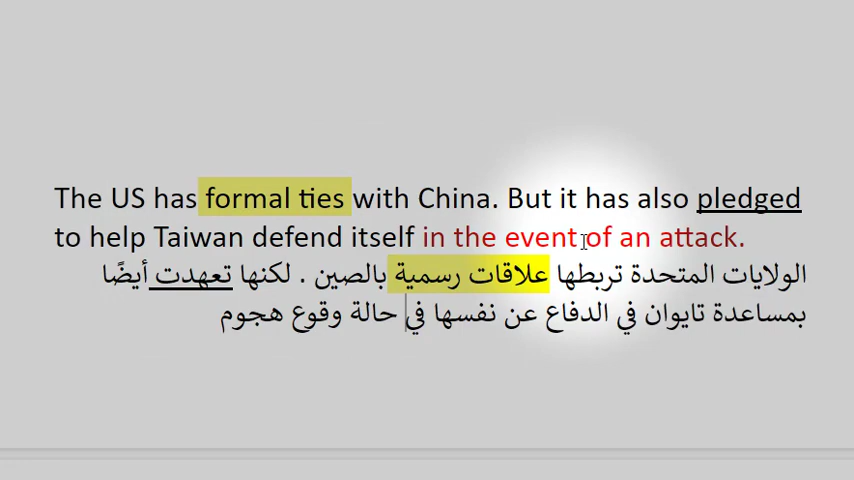 The US has formal ties with China. But it has also pledged
to help Taiwan defend itself in the event of an attack.
الولايات المتحدة تربطها علاقات رسمية بالصين . لكنها تعهدت أيضًا
بمساعدة تايوان في الدفاع عن نفسها في حالة وقوع هجوم